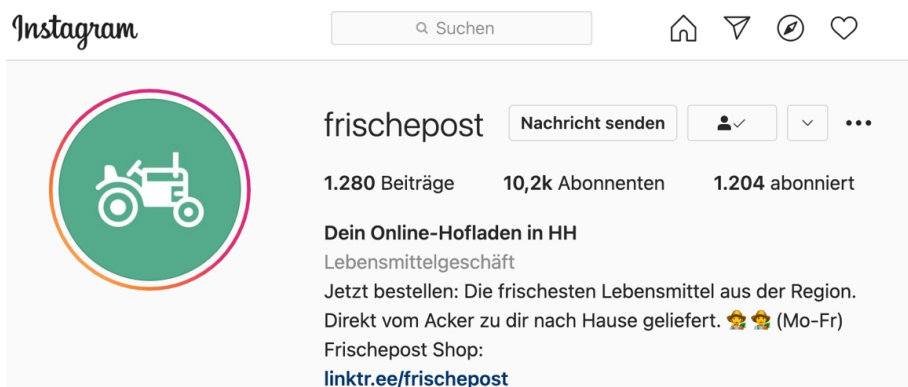 Instagram
Suchen
frischepost
Nachricht senden
1.280 Beiträge 10,2k Abonnenten 1.204 abonniert
Dein Online-Hofladen in HH
Lebensmittelgeschäft
Jetzt bestellen: Die frischesten Lebensmittel aus der Region.
Direkt vom Acker zu dir nach Hause geliefert. 👩‍🌾 👩‍🌾 (Mo-Fr)
Frischepost Shop:
linktr.ee/frischepost